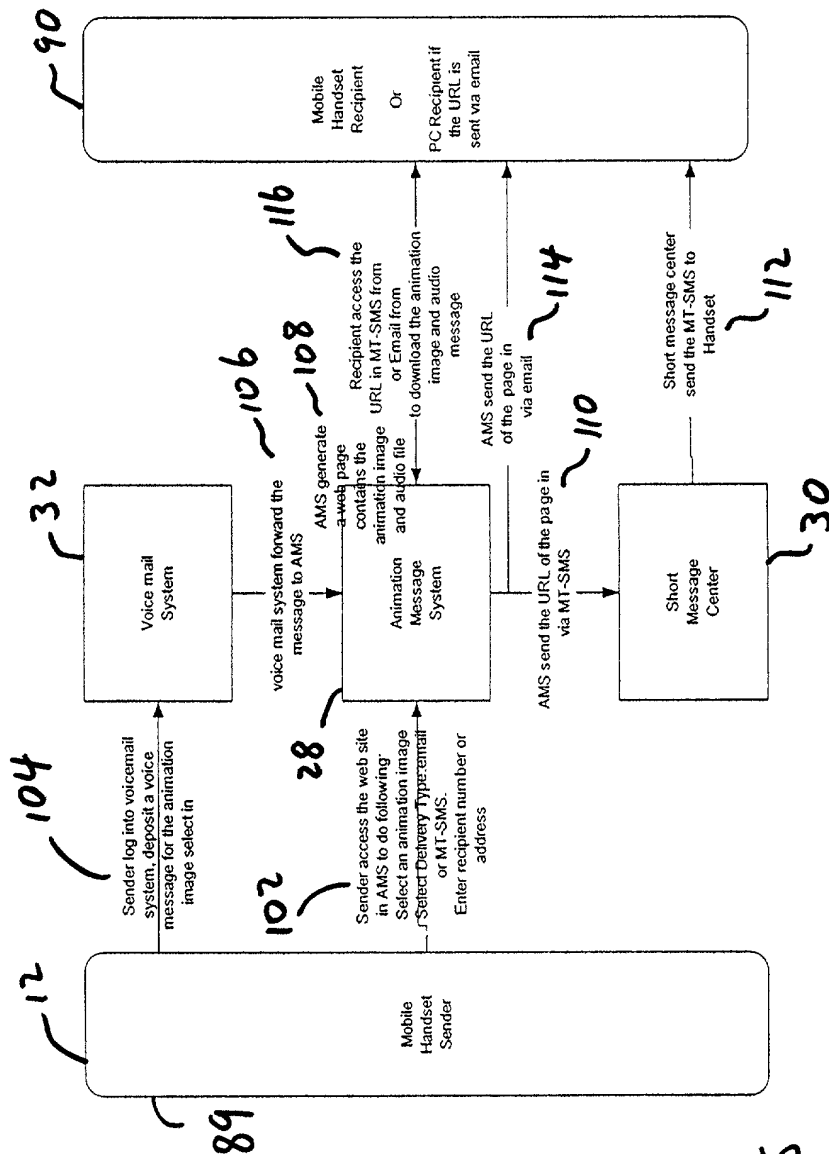 12
89
Mobile
Handset
Sender
104
Sender log into voicemail
system, deposit a voice
message for the animation
image select in
102
Sender access the web site
in AMS to do following:
Select an animation image
Select Delivery Type:email
or MT-SMS.
Enter recipient number or
address
32
Voice mail
System
106
voice mail system forward the
message to AMS
108
AMS generate
a web page
contains the
animation image
and audio file
28
Animation
Message
System
110
AMS send the URL of the page in
via MT-SMS
30
Short
Message
Center
116
Recipient access the
URL in MT-SMS from
or Email from
to download the animation
image and audio
message
114
AMS send the URL
of the page in
via email
112
Short message center
send the MT-SMS to
Handset
90
Mobile
Handset
Recipient
Or
PC Recipient if
the URL is
sent via email